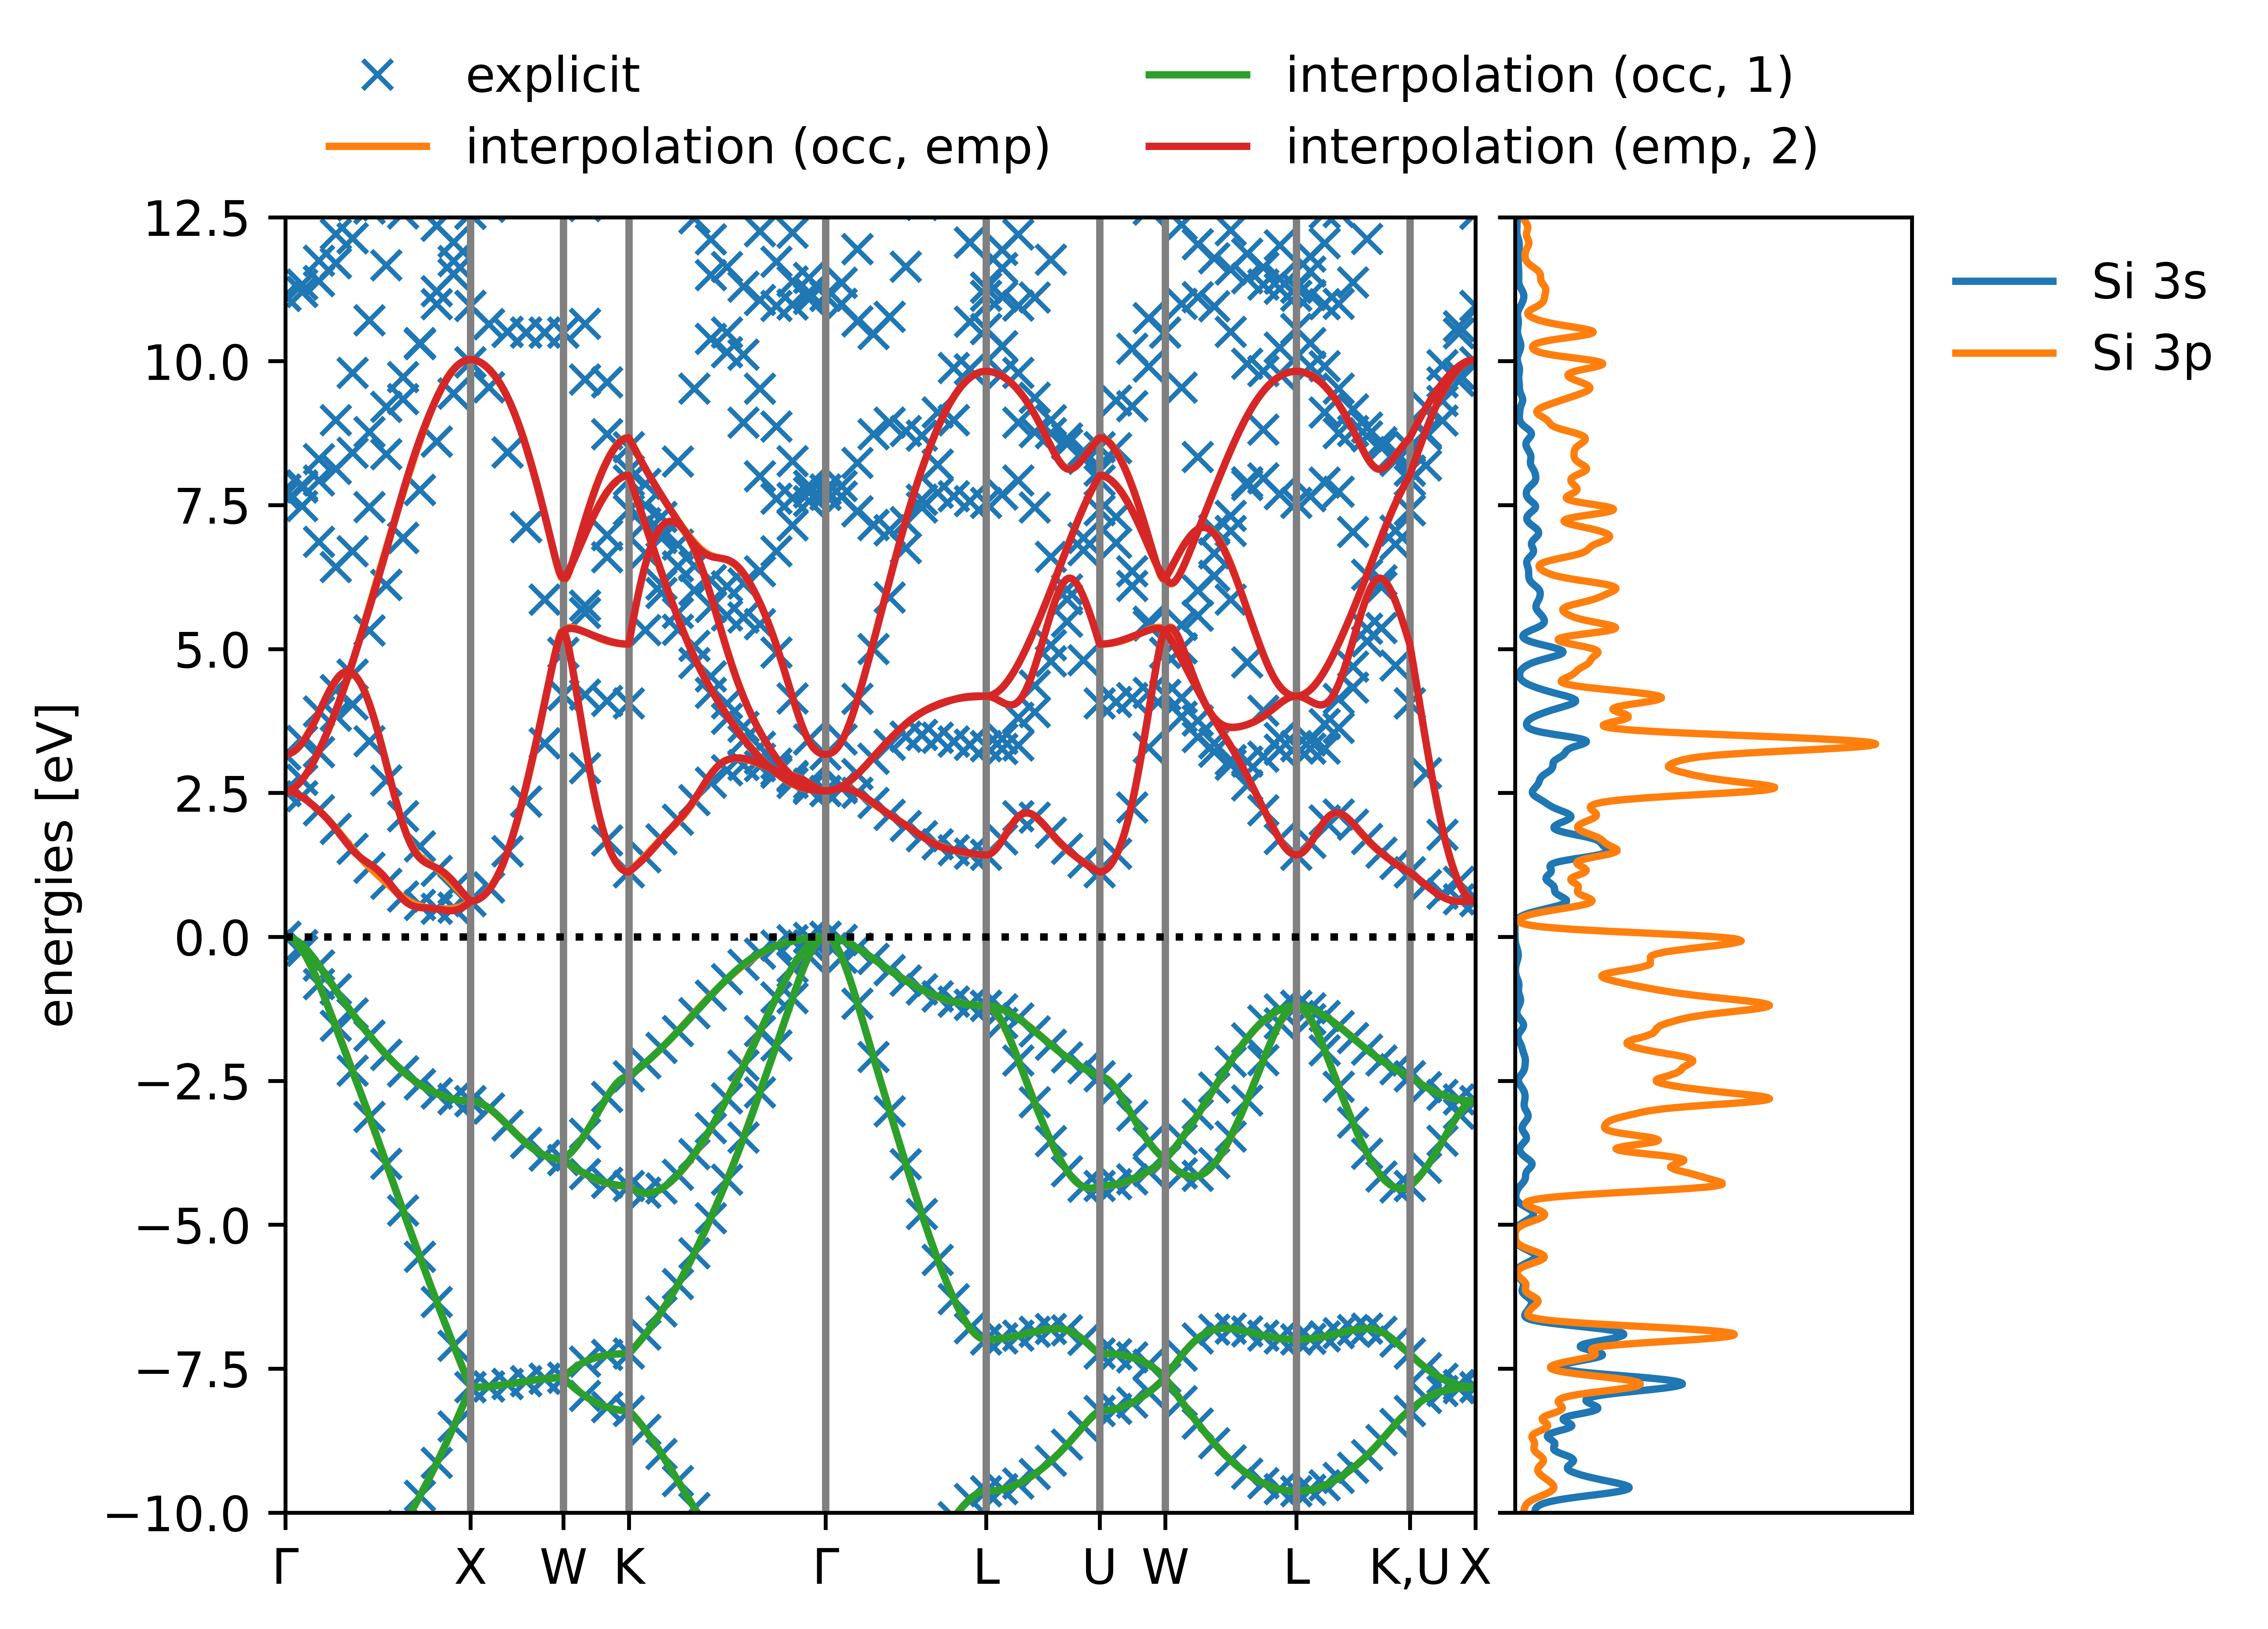 explicit
interpolation (occ, emp)
interpolation (occ, 1)
interpolation (emp, 2)
Si 3s
Si 3p
energies [eV]
12.5
10.0
7.5
5.0
2.5
0.0
−2.5
−5.0
−7.5
−10.0
Γ X W K Γ L U W L K,U X